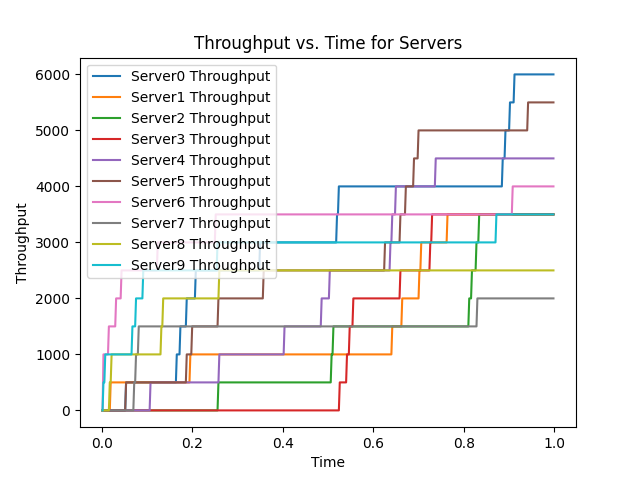 Throughput vs. Time for Servers
Server0 Throughput
Server1 Throughput
Server2 Throughput
Server3 Throughput
Server4 Throughput
Server5 Throughput
Server6 Throughput
Server7 Throughput
Server8 Throughput
Server9 Throughput
Throughput
6000
5000
4000
3000
2000
1000
0
0.0 0.2 0.4 0.6 0.8 1.0
Time